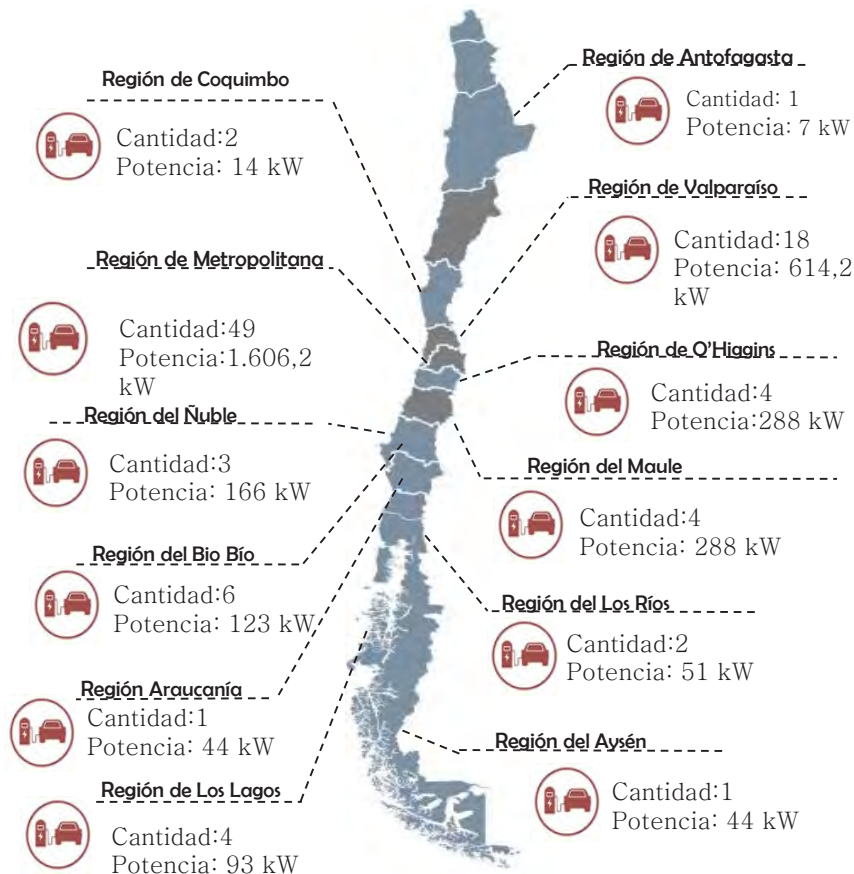 Región de Coquimbo
Cantidad:2
Potencia: 14 kW
Región de Antofagasta
Cantidad: 1
Potencia: 7 kW
Región de Valparaíso
Cantidad:18
Potencia: 614,2
kW
Región de Metropolitana
Cantidad:49
Potencia:1.606,2
kW
Región de O'Higgins
Cantidad:4
Potencia:288 kW
Región del Ñuble
Cantidad:3
Potencia: 166 kW
Región del Maule
Cantidad:4
Potencia: 288 kW
Región del Bio Bío
Cantidad:6
Potencia: 123 kW
Región del Los Ríos
Cantidad:2
Potencia: 51 kW
Región Araucanía
Cantidad:1
Potencia: 44 kW
Región del Aysén
Cantidad:1
Potencia: 44 kW
Región de Los Lagos
Cantidad:4
Potencia: 93 kW